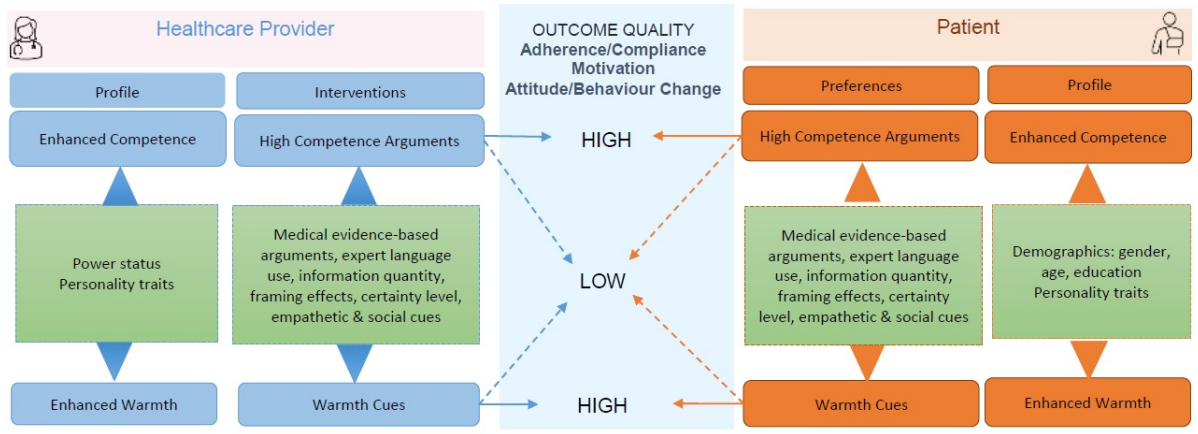 Healthcare Provider
OUTCOME QUALITY
Adherence/Compliance
Motivation
Attitude/Behaviour Change
Patient
Profile
Interventions
Preferences
Profile
Enhanced Competence
High Competence Arguments
HIGH
High Competence Arguments
Enhanced Competence
Power status
Personality traits
Medical evidence-based
arguments, expert language
use, information quantity,
framing effects, certainty level,
empathetic & social cues
LOW
Medical evidence-based
arguments, expert language
use, information quantity,
framing effects, certainty
level, empathetic & social cues
Demographics: gender,
age, education
Personality traits
Enhanced Warmth
Warmth Cues
HIGH
Warmth Cues
Enhanced Warmth